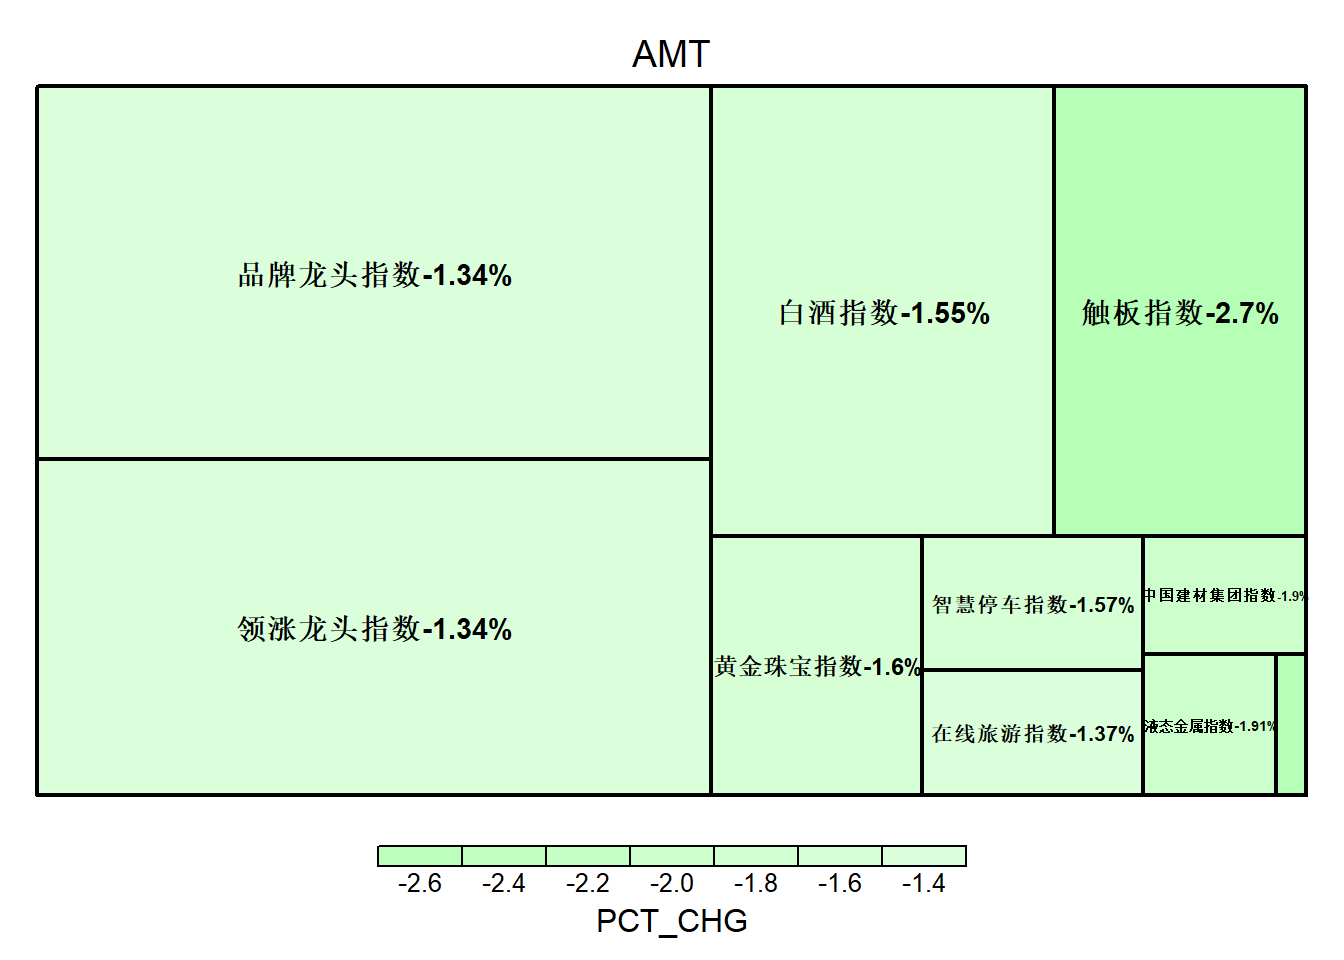 AMT
品牌龙头指数-1.34%
白酒指数-1.55%
触板指数-2.7%
领涨龙头指数-1.34%
黄金珠宝指数-1.6%
智慧停车指数-1.57%
在线旅游指数-1.37%
中国建材集团指数-1.9%
液态金属指数-1.91%
-2.6 -2.4 -2.2 -2.0 -1.8 -1.6 -1.4
PCT_CHG